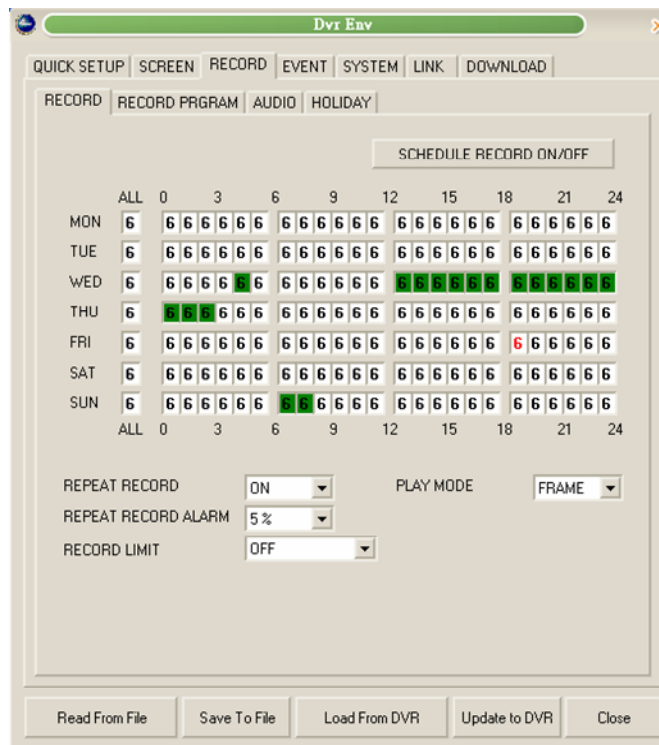 Dvr Env
QUICK SETUP SCREEN RECORD EVENT SYSTEM LINK DOWNLOAD
RECORD RECORD PRGRAM AUDIO HOLIDAY
SCHEDULE RECORD ON/OFF
ALL 0 3 6 9 12 15 18 21 24
MON 6 6 6 6 6 6 6 6 6 6 6 6 6 6 6 6 6 6 6 6 6 6 6 6 6
TUE 6 6 6 6 6 6 6 6 6 6 6 6 6 6 6 6 6 6 6 6 6 6 6 6 6
WED 6 6 6 6 6 6 6 6 6 6 6 6 6 6 6 6 6 6 6 6 6 6 6 6 6
THU 6 6 6 6 6 6 6 6 6 6 6 6 6 6 6 6 6 6 6 6 6 6 6 6 6
FRI 6 6 6 6 6 6 6 6 6 6 6 6 6 6 6 6 6 6 6 6 6 6 6 6 6
SAT 6 6 6 6 6 6 6 6 6 6 6 6 6 6 6 6 6 6 6 6 6 6 6 6 6
SUN 6 6 6 6 6 6 6 6 6 6 6 6 6 6 6 6 6 6 6 6 6 6 6 6 6
ALL 0 3 6 9 12 15 18 21 24
REPEAT RECORD ON PLAY MODE FRAME
REPEAT RECORD ALARM 5 %
RECORD LIMIT OFF
Read From File Save To File Load From DVR Update to DVR Close